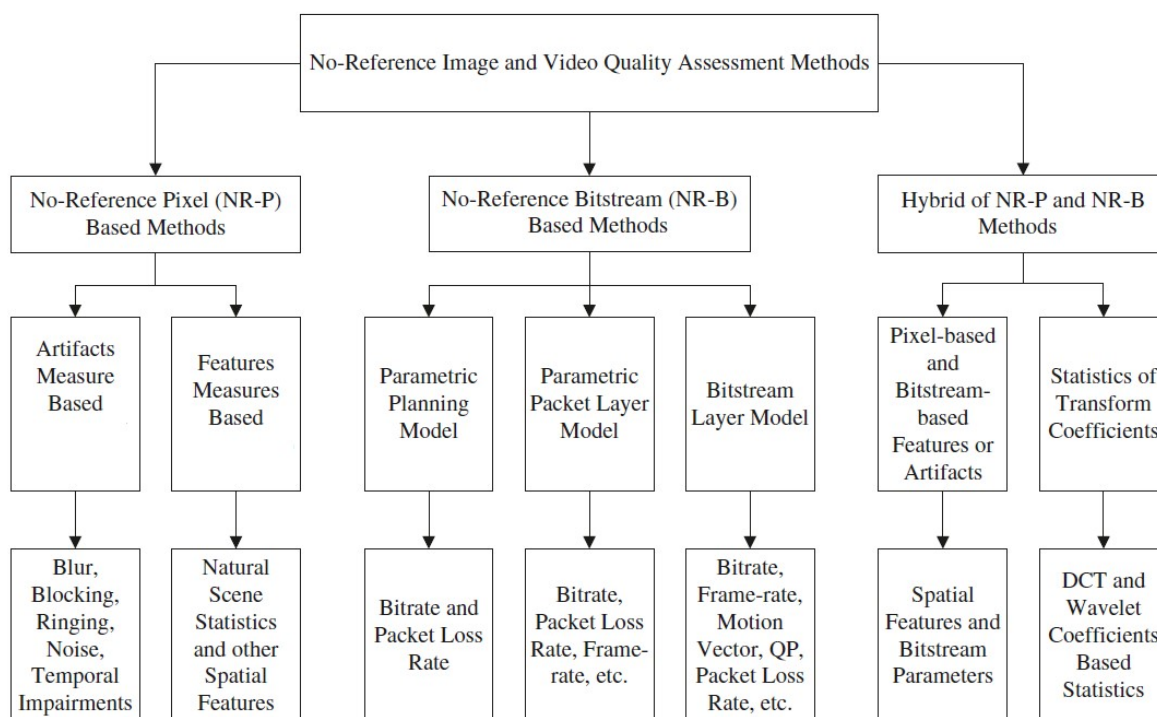 No-Reference Image and Video Quality Assessment Methods
No-Reference Pixel (NR-P)
Based Methods
No-Reference Bitstream (NR-B)
Based Methods
Hybrid of NR-P and NR-B
Methods
Artifacts
Measure
Based
Features
Measures
Based
Parametric
Planning
Model
Parametric
Packet Layer
Model
Bitstream
Layer Model
Pixel-based
and
Bitstream-
based
Features or
Artifacts
Statistics of
Transform
Coefficients
Blur,
Blocking,
Ringing,
Noise,
Temporal
Impairments
Natural
Scene
Statistics
and other
Spatial
Features
Bitrate and
Packet Loss
Rate
Bitrate,
Packet Loss
Rate, Frame-
rate, etc.
Bitrate,
Frame-rate,
Motion
Vector, QP,
Packet Loss
Rate, etc.
Spatial
Features and
Bitstream
Parameters
DCT and
Wavelet
Coefficients
Based
Statistics